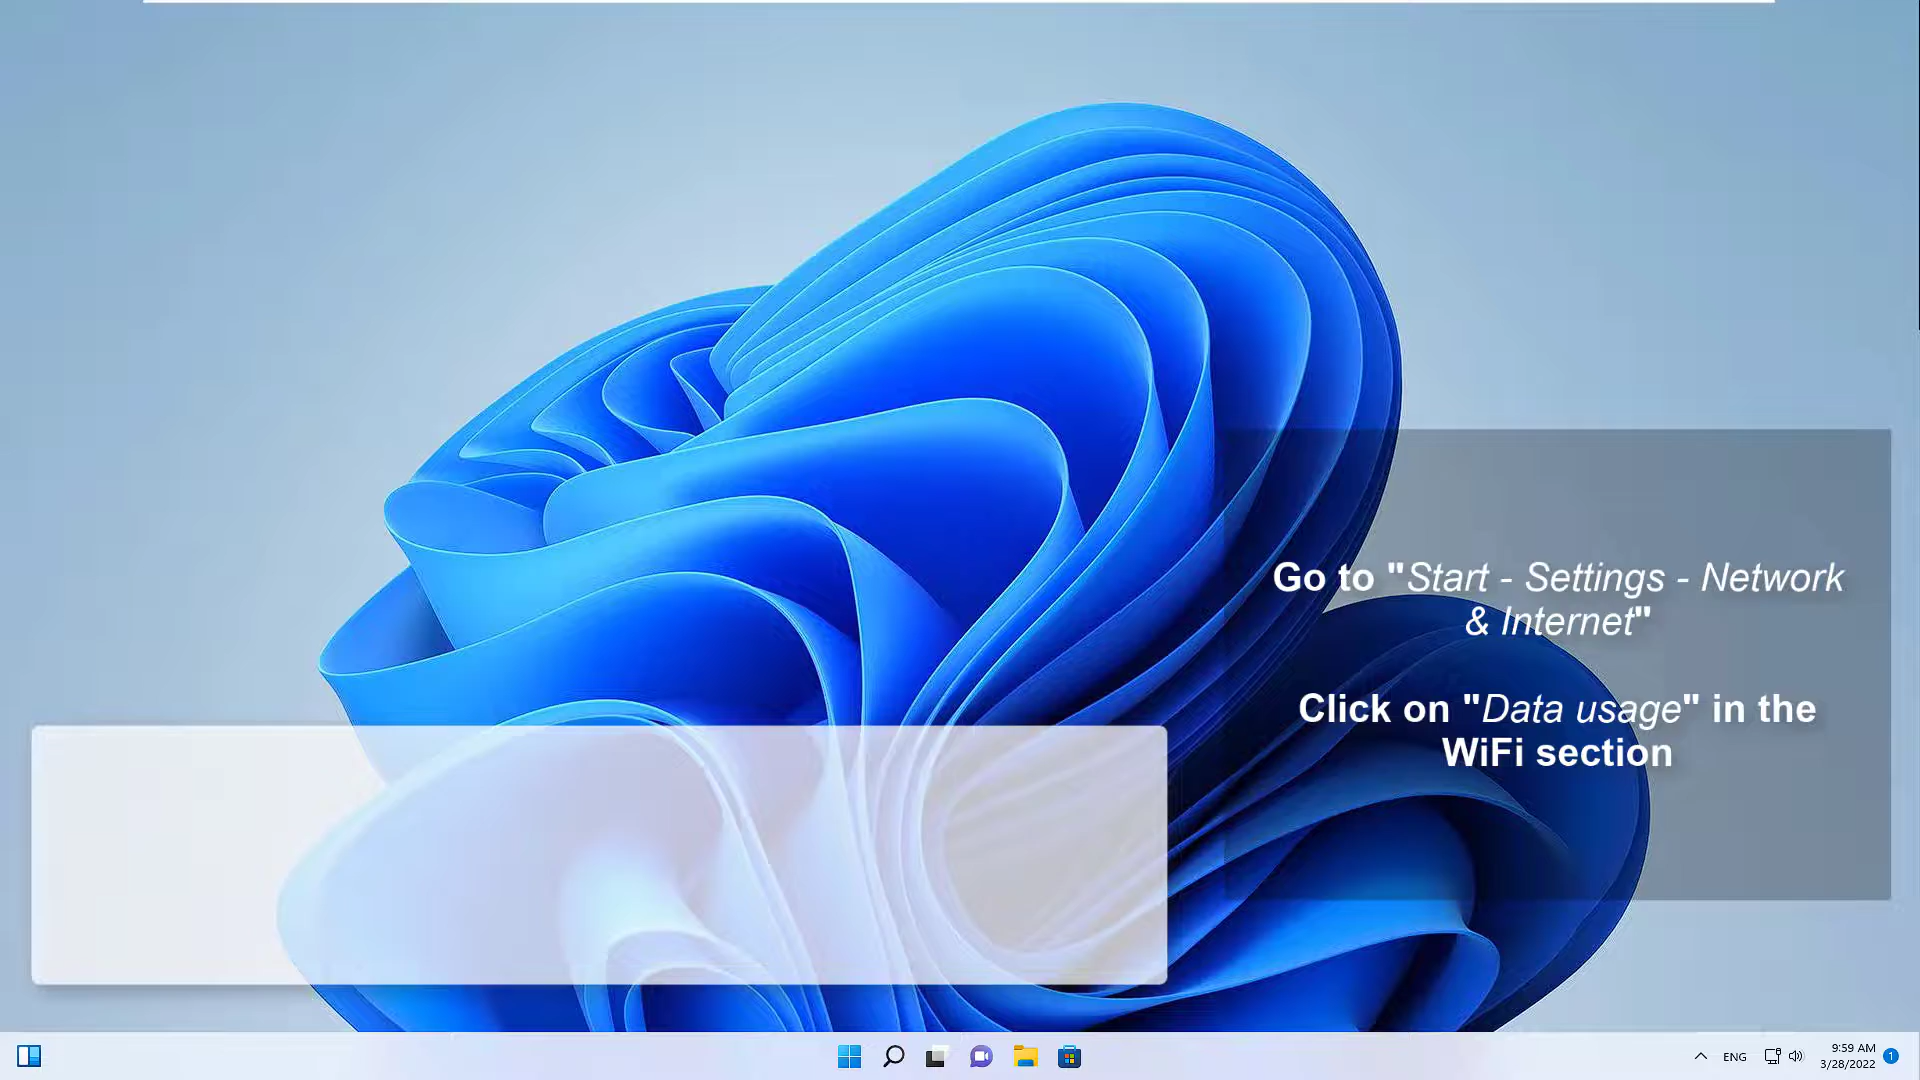 Go to "Start - Settings - Network
& Internet"
Click on "Data usage" in the
WiFi section
ENG
9:59 AM
3/28/2022
1